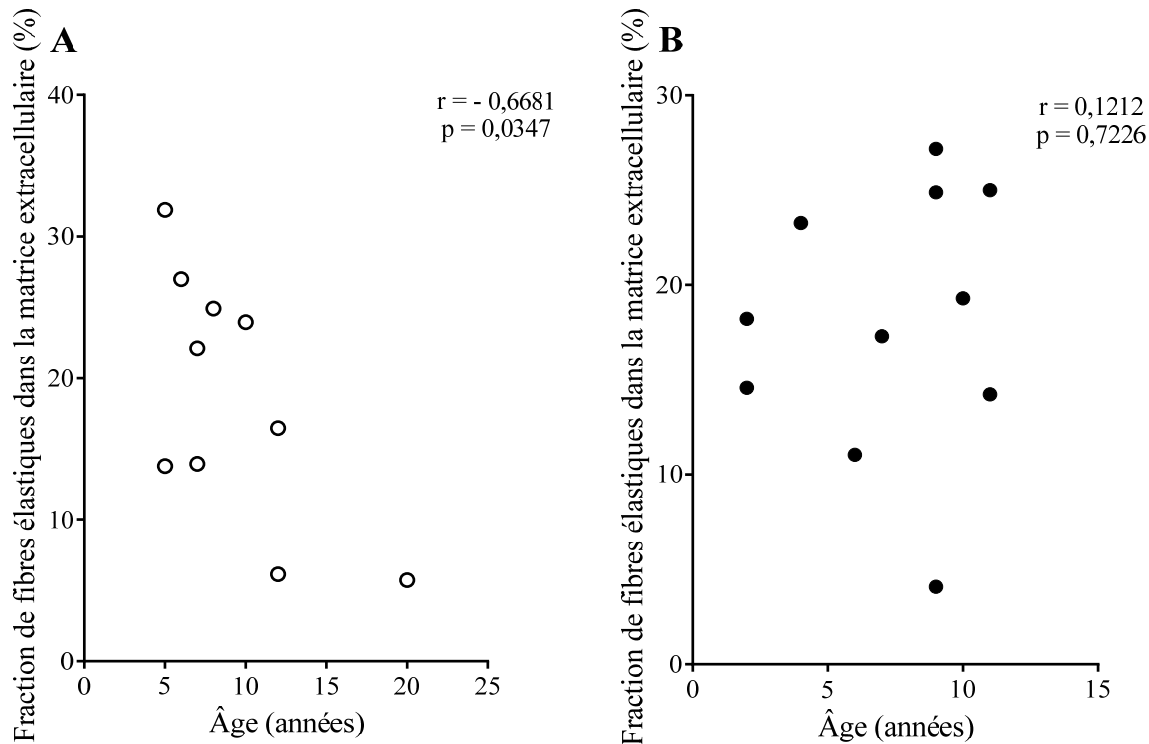 A
r = - 0,6681
p = 0,0347
Fraction de fibres élastiques dans la matrice extracellulaire (%)
40
30
20
10
0
0 5 10 15 20 25
Âge (années)
B
r = 0,1212
p = 0,7226
Fraction de fibres élastiques dans la matrice extracellulaire (%)
30
20
10
0
0 5 10 15
Âge (années)